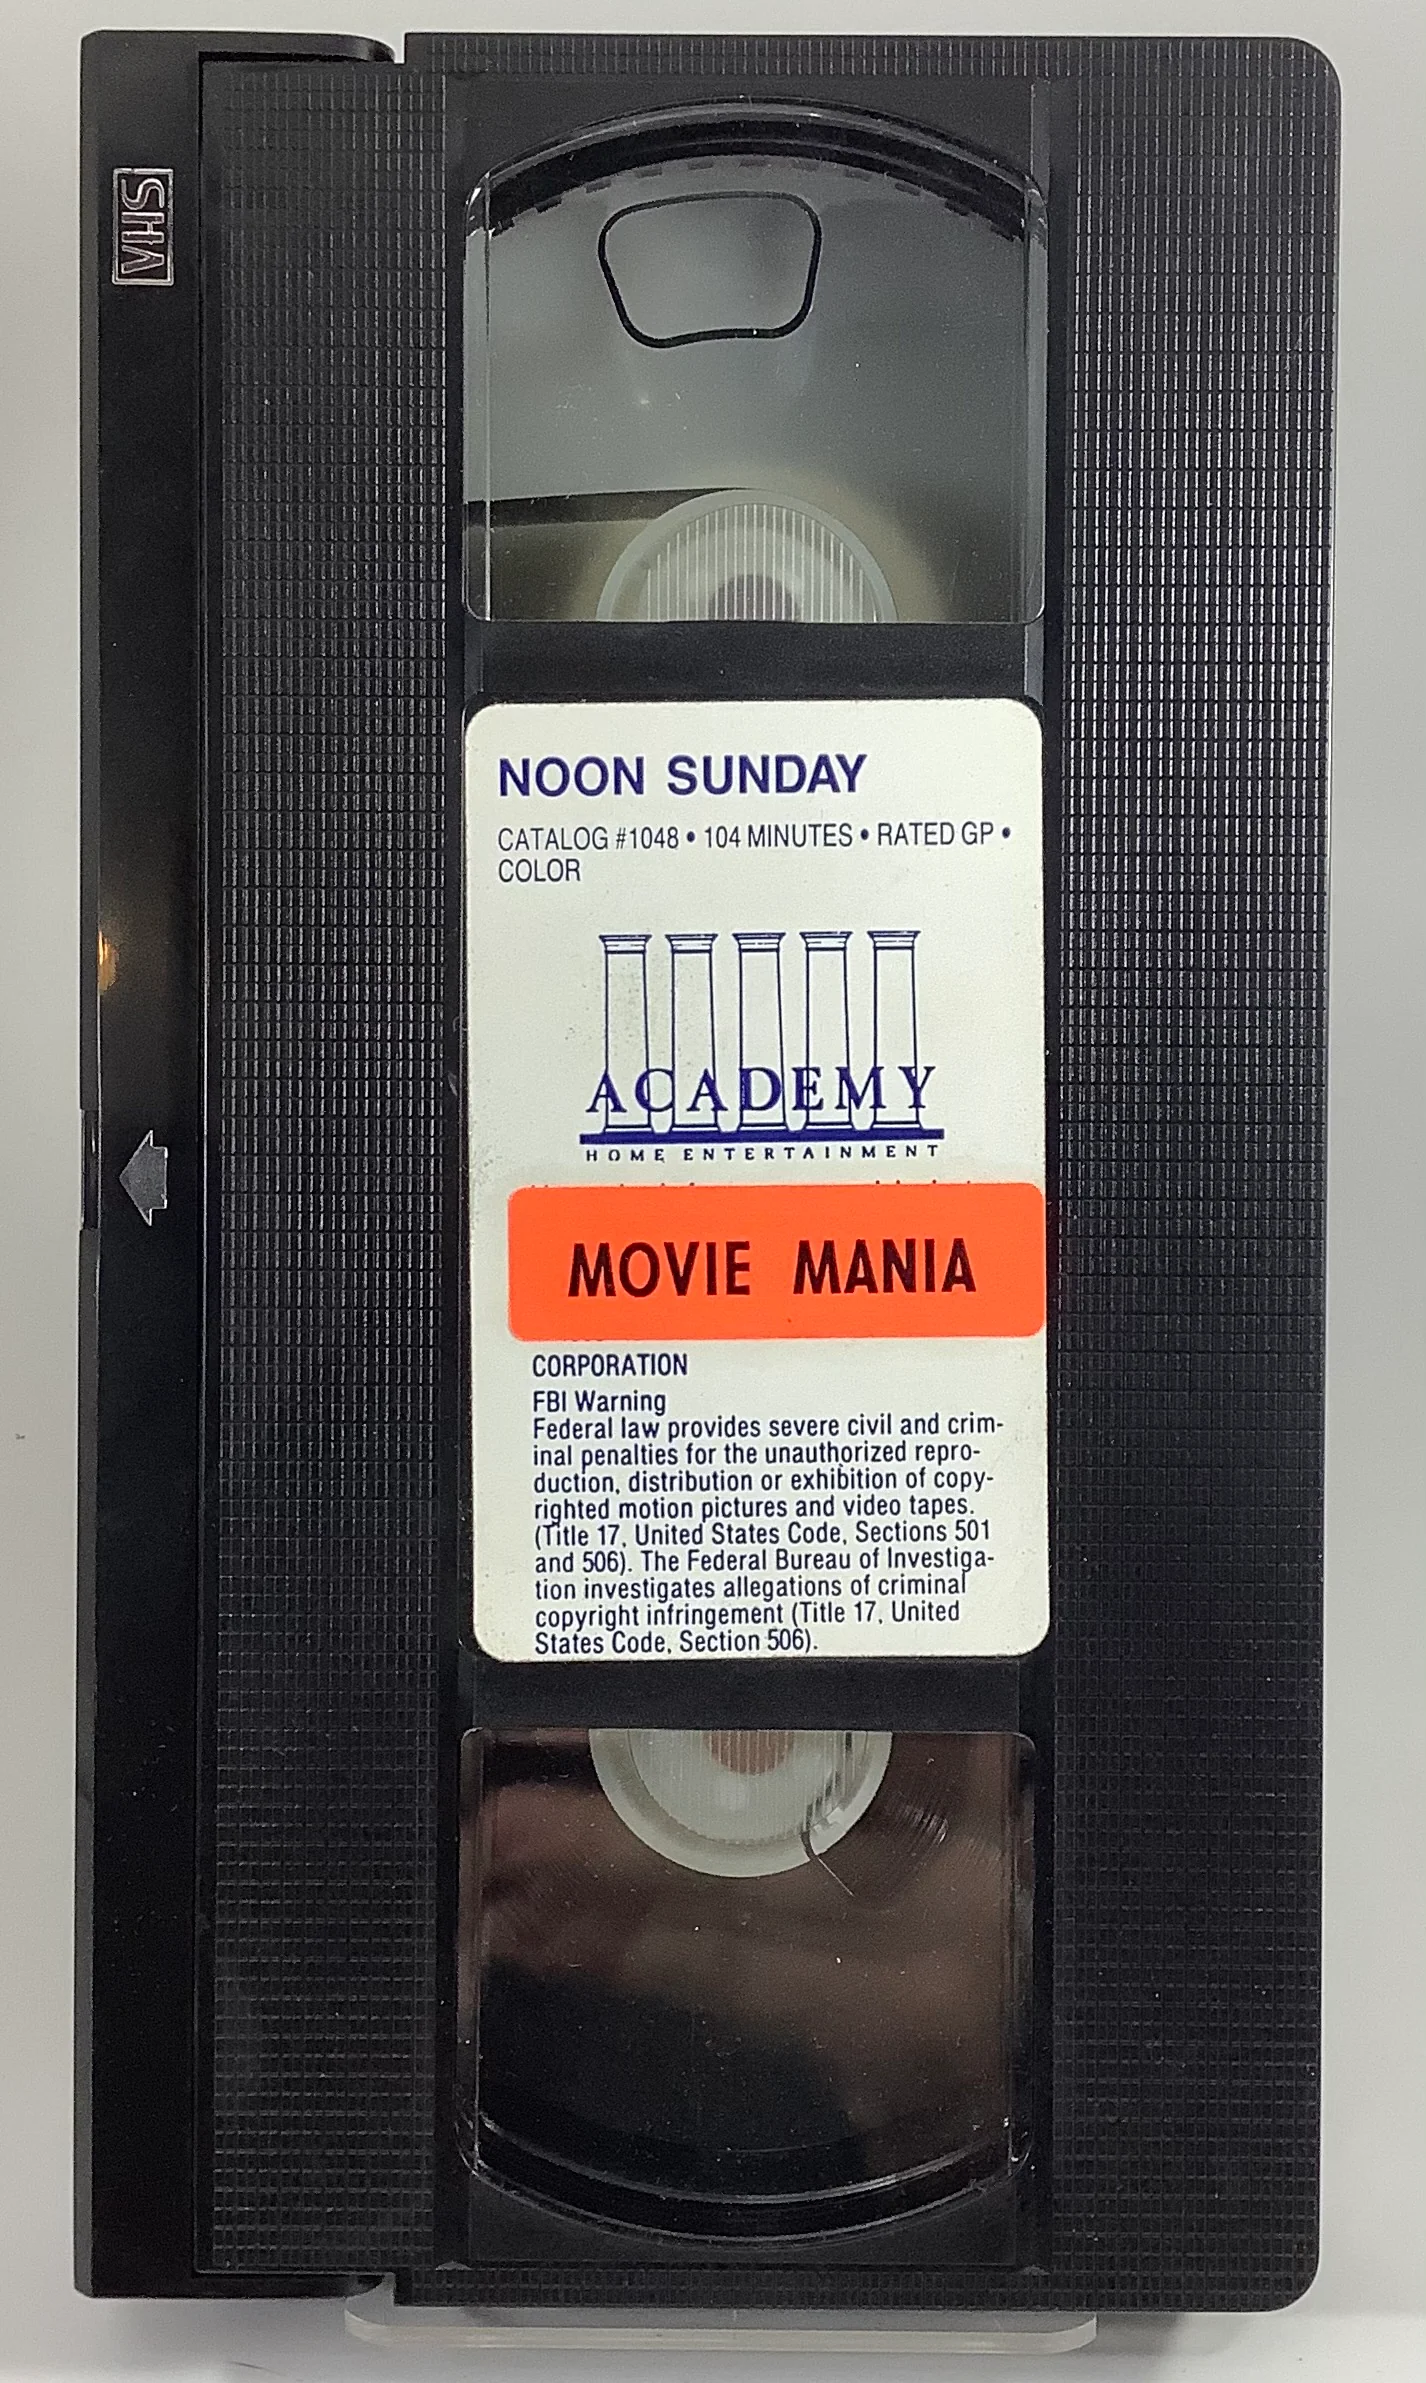 VHS
NOON SUNDAY
CATALOG #1048 • 104 MINUTES • RATED GP •
COLOR
ACADEMY
HOME ENTERTAINMENT
MOVIE MANIA
CORPORATION
FBI Warning
Federal law provides severe civil and crim-
inal penalties for the unauthorized repro-
duction, distribution or exhibition of copy-
righted motion pictures and video tapes.
(Title 17, United States Code, Sections 501
and 506). The Federal Bureau of Investiga-
tion investigates allegations of criminal
copyright infringement (Title 17, United
States Code, Section 506).